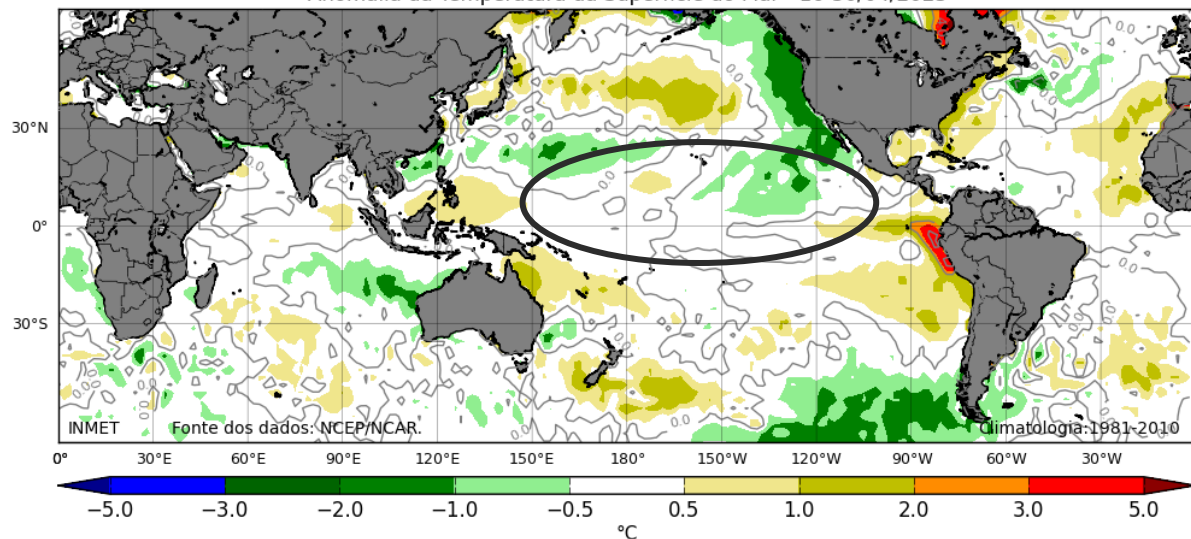 30°N
0°
30°S
INMET Fonte dos dados: NCEP/NCAR. Climatologia:1981-2010
0° 30°E 60°E 90°E 120°E 150°E 180° 150°W 120°W 90°W 60°W 30°W
−5.0 −3.0 −2.0 −1.0 −0.5 0.5 1.0 2.0 3.0 5.0
°C